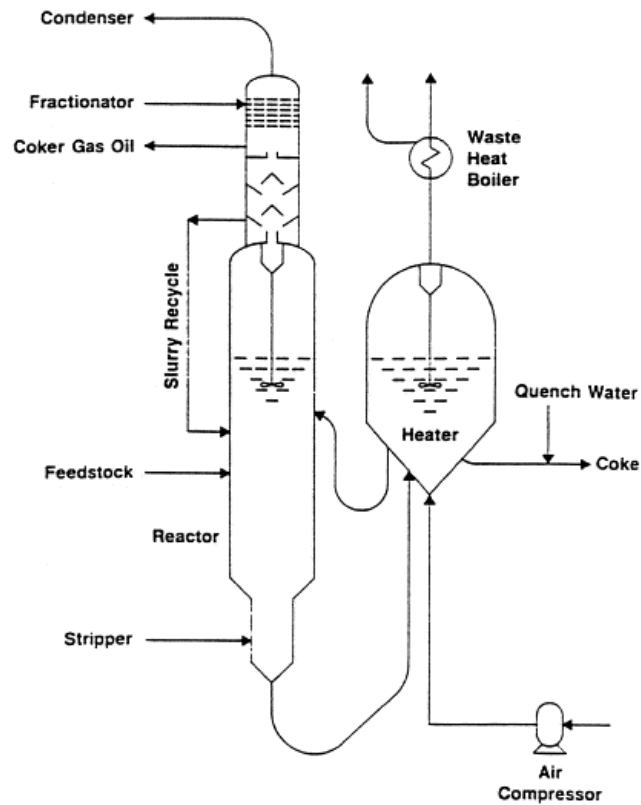 Condenser
Fractionator
Coker Gas Oil
Waste
Heat
Boiler
Slurry Recycle
Quench Water
Heater
Coke
Feedstock
Reactor
Stripper
Air
Compressor